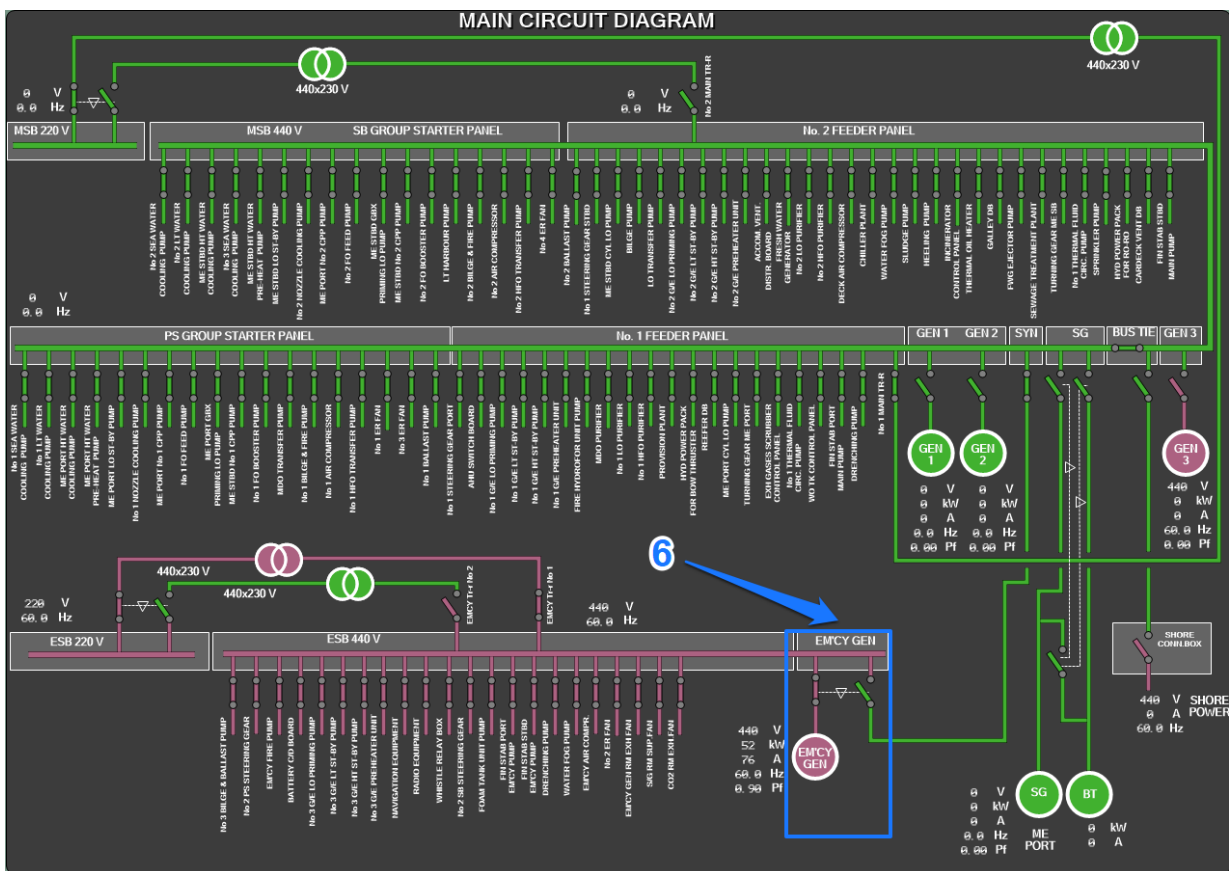 MAIN CIRCUIT DIAGRAM
440x230 V
440x230 V
0 V
0.0 Hz
0 V
0.0 Hz
No 2 MAIN TR-R
MSB 220 V
MSB 440 V
SB GROUP STARTER PANEL
No. 2 FEEDER PANEL
No 2 SEA WATER
COOLING PUMP
No 2 LT WATER
COOLING PUMP
ME STBD HT WATER
COOLING PUMP
No 3 SEA WATER
COOLING PUMP
ME STBD HT WATER
PRE-HEAT PUMP
ME STBD LO ST-BY PUMP
No 2 NOZZLE COOLING PUMP
ME PORT No 2 CPP PUMP
No 2 FO FEED PUMP
ME STBD GBX
PRIMING LO PUMP
ME STBD No 2 CPP PUMP
No 2 FO BOOSTER PUMP
LT HARBOUR PUMP
No 2 BILGE & FIRE PUMP
No 2 AIR COMPRESSOR
No 2 HFO TRANSFER PUMP
No 4 ER FAN
No 2 BALLAST PUMP
No 1 STEERING GEAR STBD
ME STBD CYL LO PUMP
BILGE PUMP
LO TRANSFER PUMP
No 2 G/E LO PRIMING PUMP
No 2 G/E LT ST-BY PUMP
No 2 G/E HT ST-BY PUMP
No 2 G/E PREHEATER UNIT
ACCOM. VENT.
DISTR. BOARD
FRESH WATER
GENERATOR
No 2 LO PURIFIER
No 2 HFO PURIFIER
DECK AIR COMPRESSOR
CHILLER PLANT
WATER FOG PUMP
SLUDGE PUMP
HEELING PUMP
INCINERATOR
CONTROL PANEL
THERMAL OIL HEATER
GALLEY DB
FWG EJECTOR PUMP
SEWAGE TREATMENT PLANT
TURNING GEAR ME SB
No 1 THERMAL FLUID
CIRC. PUMP
SPRINKLER PUMP
HYD POWER PACK
FOR RO-RO
CARDECK VENT DB
FIN STAB STBD
MAIN PUMP
0 V
0.0 Hz
PS GROUP STARTER PANEL
No. 1 FEEDER PANEL
GEN 1
GEN 2
SYN
SG
BUS TIE
GEN 3
No 1 SEA WATER
COOLING PUMP
No 1 LT WATER
COOLING PUMP
ME PORT HT WATER
COOLING PUMP
ME PORT HT WATER
PRE-HEAT PUMP
ME PORT LO ST-BY PUMP
No 1 NOZZLE COOLING PUMP
ME PORT No 1 CPP PUMP
No 1 FO FEED PUMP
ME PORT GBX
PRIMING LO PUMP
ME STBD No 1 CPP PUMP
No 1 FO BOOSTER PUMP
MDO TRANSFER PUMP
No 1 BILGE & FIRE PUMP
No 1 AIR COMPRESSOR
No 1 HFO TRANSFER PUMP
No 1 ER FAN
No 3 ER FAN
No 1 BALLAST PUMP
No 1 STEERING GEAR PORT
AHM SWITCH BOARD
No 1 G/E LO PRIMING PUMP
No 1 G/E LT ST-BY PUMP
No 1 G/E HT ST-BY PUMP
No 1 G/E PREHEATER UNIT
FIRE HYDROFOR UNIT PUMP
MDO PURIFIER
No 1 LO PURIFIER
No 1 HFO PURIFIER
PROVISION PLANT
HYD POWER PACK
FOR BOW THRUSTER
REEFER DB
ME PORT CYL LO PUMP
TURNING GEAR ME PORT
EXH GASES SCRUBBER
CONTROL PANEL
No 1 THERMAL FLUID
CIRC. PUMP
WO TK CONTROL PANEL
FIN STAB PORT
MAIN PUMP
DRENCHING PUMP
No 1 MAIN TR-R
GEN 1
GEN 2
GEN 3
0 V
0 kW
0 A
0.0 Hz
0.00 Pf
0 V
0 kW
0 A
0.0 Hz
0.00 Pf
440 V
0 kW
0 A
60.0 Hz
0.00 Pf
6
440x230 V
440x230 V
EMCY Tr-r No 2
EMCY Tr-r No 1
220 V
60.0 Hz
440 V
60.0 Hz
ESB 220 V
ESB 440 V
EM'CY GEN
No 3 BILGE & BALLAST PUMP
No 2 PS STEERING GEAR
EM'CY FIRE PUMP
BATTERY C/D BOARD
No 3 G/E LO PRIMING PUMP
No 3 G/E LT ST-BY PUMP
No 3 G/E HT ST-BY PUMP
No 3 G/E PREHEATER UNIT
NAVIGATION EQUIPMENT
RADIO EQUIPMENT
WHISTLE RELAY BOX
No 2 SB STEERING GEAR
FOAM TANK UNIT PUMP
FIN STAB PORT
EM'CY PUMP
FIN STAB STBD
EM'CY PUMP
DRENCHING PUMP
WATER FOG PUMP
EM'CY AIR COMPR.
No 2 ER FAN
EM'CY GEN RM EXH FAN
S/G RM SUP FAN
CO2 RM EXH FAN
440 V
52 kW
76 A
60.0 Hz
0.90 Pf
EM'CY GEN
SHORE
CONN.BOX
440 V
0 A
60.0 Hz
SHORE
POWER
0 V
0 kW
0 A
0.0 Hz
0.00 Pf
SG
ME
PORT
BT
0 kW
0 A